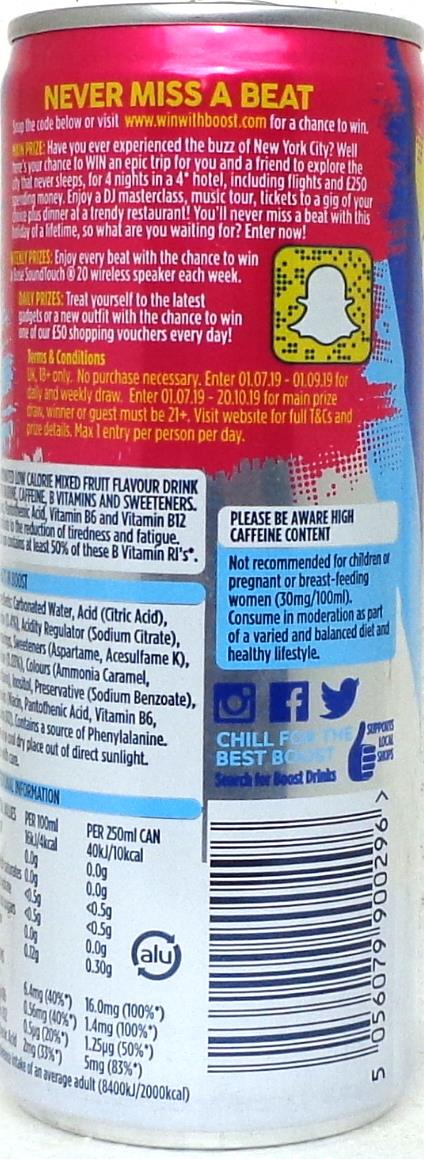 NEVER MISS A BEAT
Snap the code below or visit www.winwithboost.com for a chance to win.
MAIN PRIZE: Have you ever experienced the buzz of New York City? Well
here's your chance to WIN an epic trip for you and a friend to explore the
city that never sleeps, for 4 nights in a 4* hotel, including flights and £250
spending money. Enjoy a DJ masterclass, music tour, tickets to a gig of your
choice plus dinner at a trendy restaurant! You'll never miss a beat with this
holiday of a lifetime, so what are you waiting for? Enter now!
WEEKLY PRIZES: Enjoy every beat with the chance to win
a Bose SoundTouch ® 20 wireless speaker each week.
DAILY PRIZES: Treat yourself to the latest
gadgets or a new outfit with the chance to win
one of our £50 shopping vouchers every day!
Terms & Conditions
UK, 18+ only. No purchase necessary. Enter 01.07.19 - 01.09.19 for
daily and weekly draw. Enter 01.07.19 - 20.10.19 for main prize
draw, winner or guest must be 21+. Visit website for full T&Cs and
prize details. Max 1 entry per person per day.
LOW CALORIE MIXED FRUIT FLAVOUR DRINK
CAFFEINE, B VITAMINS AND SWEETENERS.
Pantothenic Acid, Vitamin B6 and Vitamin B12
to the reduction of tiredness and fatigue.
contains at least 50% of these B Vitamin RI's*.
IN BOOST
Carbonated Water, Acid (Citric Acid),
Acidity Regulator (Sodium Citrate),
Sweeteners (Aspartame, Acesulfame K),
Colours (Ammonia Caramel,
Inositol, Preservative (Sodium Benzoate),
Niacin, Pantothenic Acid, Vitamin B6,
Contains a source of Phenylalanine.
dry place out of direct sunlight.
with care.
INFORMATION
VALUES PER 100ml PER 250ml CAN
16kJ/4kcal 40kJ/10kcal
0.0g 0.0g
0.0g 0.0g
<0.5g <0.5g
<0.5g <0.5g
0.0g 0.0g
0.12g 0.30g
6.4mg (40%*) 16.0mg (100%*)
0.56mg (40%*) 1.4mg (100%*)
0.5µg (20%*) 1.25µg (50%*)
2mg (33%*) 5mg (83%*)
intake of an average adult (8400kJ/2000kcal)
alu
PLEASE BE AWARE HIGH
CAFFEINE CONTENT
Not recommended for children or
pregnant or breast-feeding
women (30mg/100ml).
Consume in moderation as part
of a varied and balanced diet and
healthy lifestyle.
CHILL FOR THE
BEST BOOST
Search for Boost Drinks
SUPPORTS
LOCAL
SHOPS
5 056079 900296 >